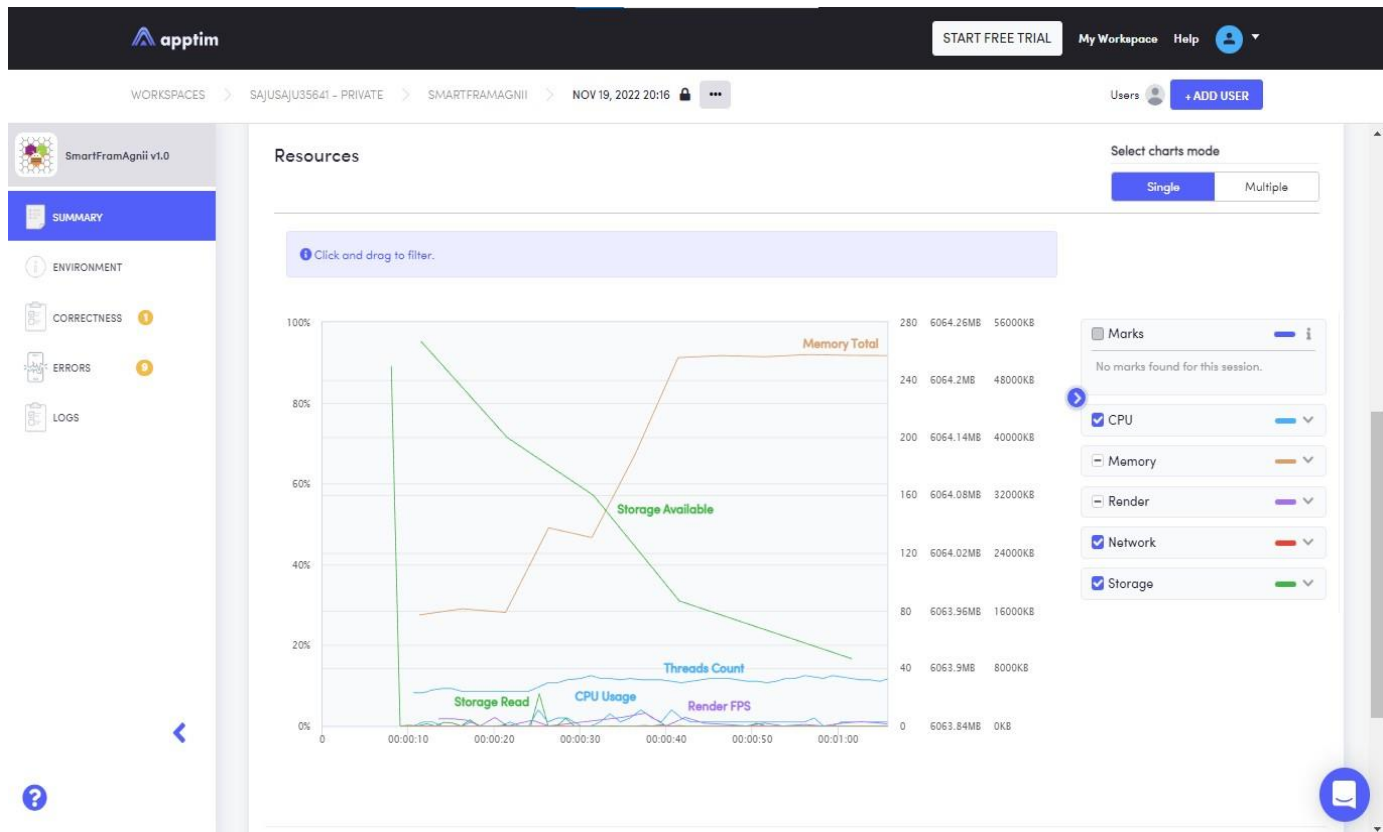 apptim
START FREE TRIAL My Workspace Help
WORKSPACES > SAJUSAJU35641 - PRIVATE > SMARTFRAMAGNII > NOV 19, 2022 20:16 ...
Users + ADD USER
SmartFramAgnii v1.0
SUMMARY
ENVIRONMENT
CORRECTNESS 1
ERRORS 9
LOGS
Resources
Select charts mode
Single Multiple
Click and drag to filter.
100% 280 6064.26MB 56000KB
Memory Total
240 6064.2MB 48000KB
80%
200 6064.14MB 40000KB
60%
160 6064.08MB 32000KB
Storage Available
120 6064.02MB 24000KB
40%
80 6063.96MB 16000KB
20%
Threads Count
40 6063.9MB 8000KB
Storage Read
CPU Usage
Render FPS
0% 0 6063.84MB 0KB
0 00:00:10 00:00:20 00:00:30 00:00:40 00:00:50 00:01:00
Marks i
No marks found for this session.
CPU
Memory
Render
Network
Storage
?